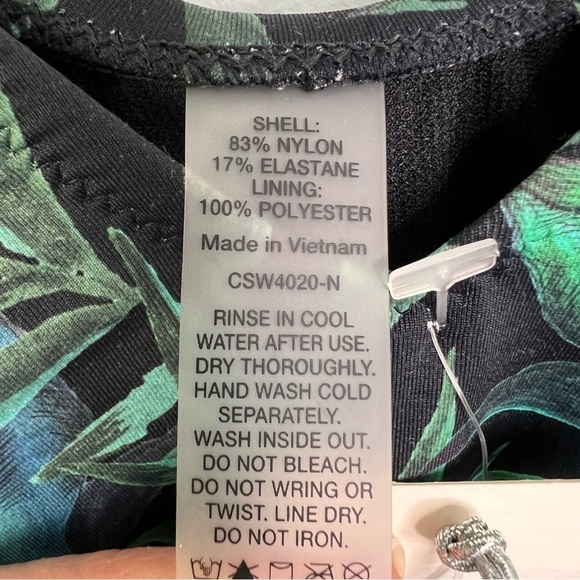 SHELL:
83% NYLON
17% ELASTANE
LINING:
100% POLYESTER
Made in Vietnam
CSW4020-N
RINSE IN COOL
WATER AFTER USE.
DRY THOROUGHLY.
HAND WASH COLD
SEPARATELY.
WASH INSIDE OUT.
DO NOT BLEACH.
DO NOT WRING OR
TWIST. LINE DRY.
DO NOT IRON.